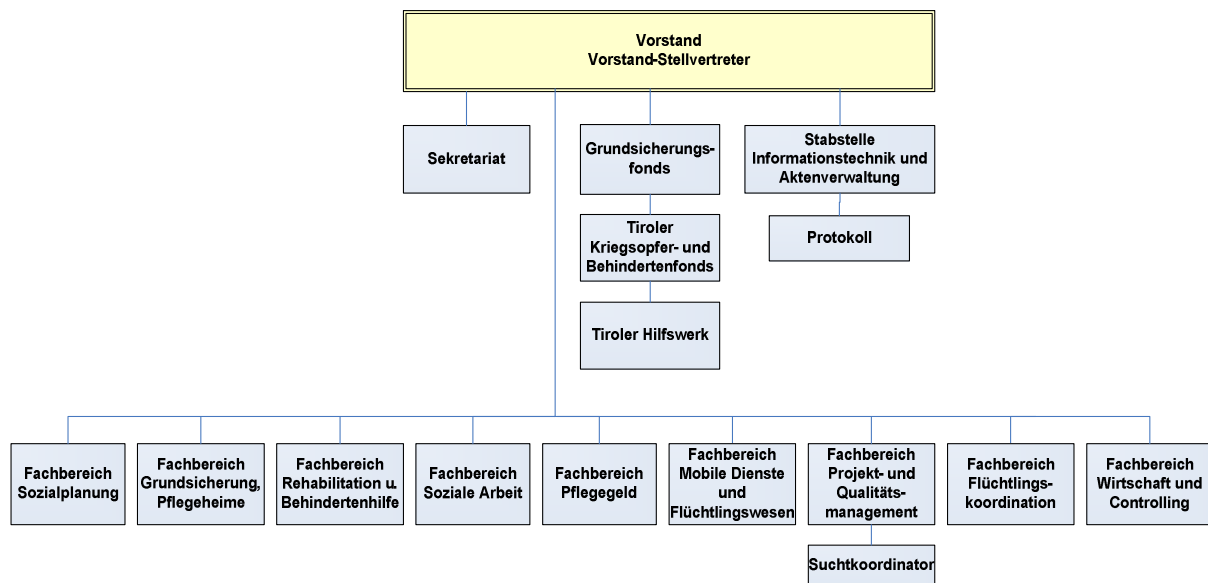 Vorstand
Vorstand-Stellvertreter
Sekretariat
Grundsicherungs-
fonds
Stabstelle
Informationstechnik und
Aktenverwaltung
Tiroler
Kriegsopfer- und
Behindertenfonds
Protokoll
Tiroler Hilfswerk
Fachbereich
Sozialplanung
Fachbereich
Grundsicherung,
Pflegeheime
Fachbereich
Rehabilitation u.
Behindertenhilfe
Fachbereich
Soziale Arbeit
Fachbereich
Pflegegeld
Fachbereich
Mobile Dienste
und
Flüchtlingswesen
Fachbereich
Projekt- und
Qualitäts-
management
Fachbereich
Flüchtlings-
koordination
Fachbereich
Wirtschaft und
Controlling
Suchtkoordinator